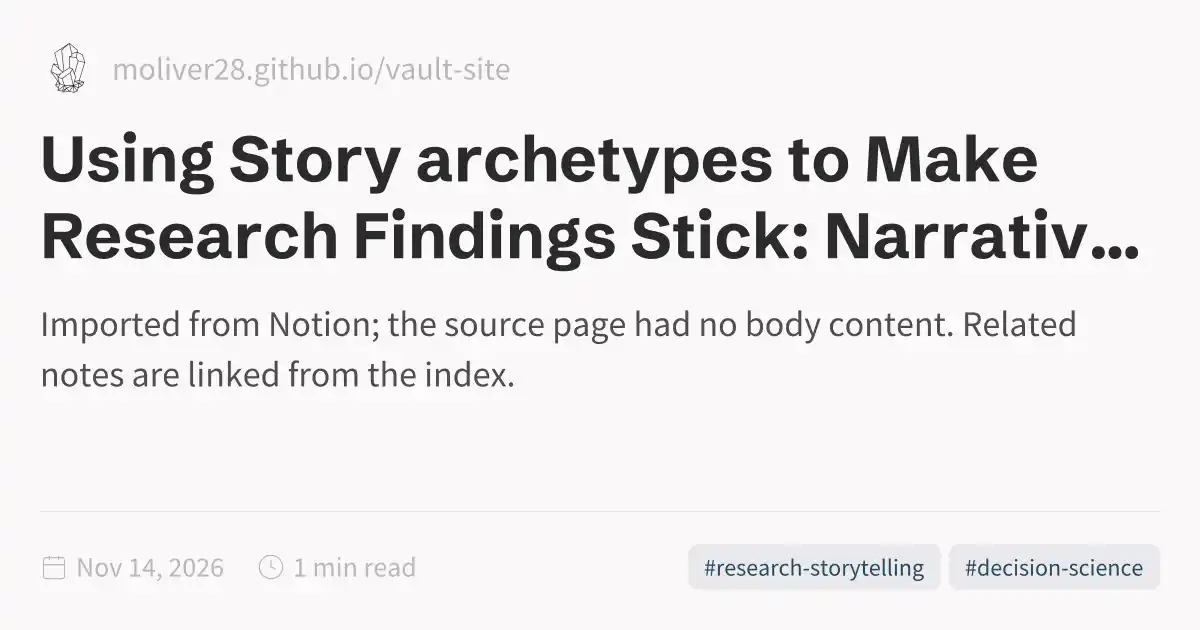 moliver28.github.io/vault-site
Using Story archetypes to Make
Research Findings Stick: Narrativ...
Imported from Notion; the source page had no body content. Related
notes are linked from the index.
Nov 14, 2026
1 min read
#research-storytelling
#decision-science